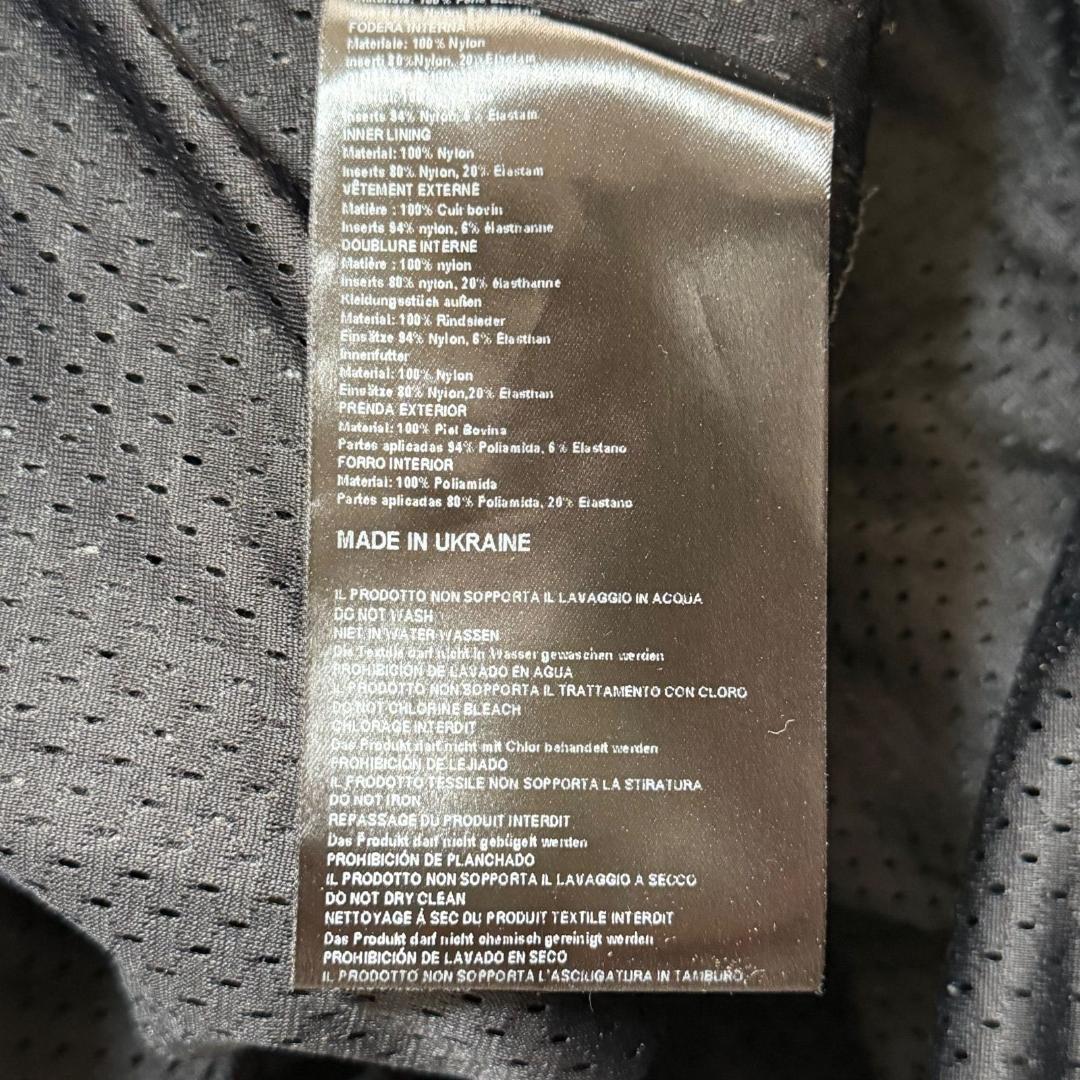 FODERA INTERNA
Materiale: 100% Nylon
Inserti 80%Nylon, 20% Elastam
Inserts 94% Nylon, 6% Elastam
INNER LINING
Material: 100% Nylon
Inserts 80% Nylon, 20% Elastam
VÊTEMENT EXTERNE
Matière : 100% Cuir bovin
Inserts 94% nylon, 6% élasthanne
DOUBLURE INTERNE
Matière : 100% nylon
Inserts 80% nylon, 20% élasthanne
Kleidungsstück außen
Material: 100% Rindsleder
Einsätze 94% Nylon, 6% Elasthan
Innenfutter
Material: 100% Nylon
Einsätze 80% Nylon,20% Elasthan
PRENDA EXTERIOR
Material: 100% Piel Bovina
Partes aplicadas 94% Poliamida, 6% Elastano
FORRO INTERIOR
Material: 100% Poliamida
Partes aplicadas 80% Poliamida, 20% Elastano
MADE IN UKRAINE
IL PRODOTTO NON SOPPORTA IL LAVAGGIO IN ACQUA
DO NOT WASH
NIET IN WATER WASSEN
Die Textile darf nicht in Wasser gewaschen werden
PROHIBICIÓN DE LAVADO EN AGUA
IL PRODOTTO NON SOPPORTA IL TRATTAMENTO CON CLORO
DO NOT CHLORINE BLEACH
CHLORAGE INTERDIT
Das Produkt darf nicht mit Chlor behandelt werden
PROHIBICIÓN DE LEJIADO
IL PRODOTTO TESSILE NON SOPPORTA LA STIRATURA
DO NOT IRON
REPASSAGE DU PRODUIT INTERDIT
Das Produkt darf nicht gebügelt werden
PROHIBICIÓN DE PLANCHADO
IL PRODOTTO NON SOPPORTA IL LAVAGGIO A SECCO
DO NOT DRY CLEAN
NETTOYAGE Á SEC DU PRODUIT TEXTILE INTERDIT
Das Produkt darf nicht chemisch gereinigt werden
PROHIBICIÓN DE LAVADO EN SECO
IL PRODOTTO NON SOPPORTA L'ASCIUGATURA IN TAMBURO